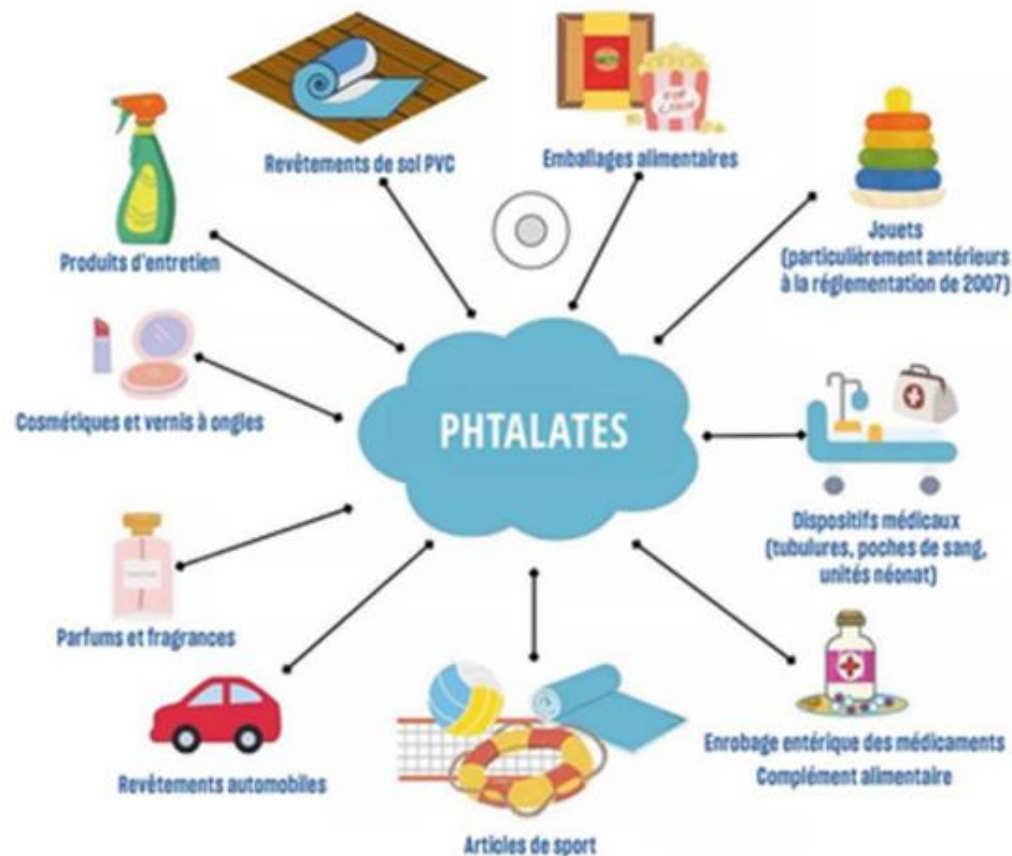 Revêtements de sol PVC
Emballages alimentaires
POP
CORN
Produits d'entretien
Jouets
(particulièrement antérieurs
à la réglementation de 2007)
Cosmétiques et vernis à ongles
PHTALATES
Dispositifs médicaux
(tubulures, poches de sang,
unités néonat)
Parfums et fragrances
Enrobage entérique des médicaments
Complément alimentaire
Revêtements automobiles
Articles de sport